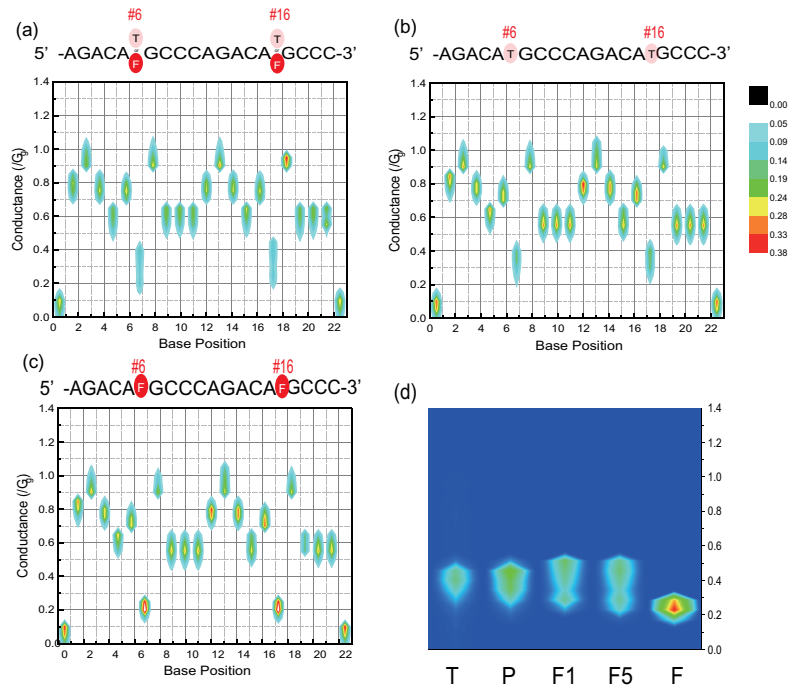 (a)
#6 #16
T T
or or
5’ -AGACA F GCCCAGACA F GCCC-3’
1.4
1.2
1.0
0.8
0.6
0.4
0.2
0.0
Conductance (/Gg)
0 2 4 6 8 10 12 14 16 18 20 22
Base Position
(b)
#6 #16
5’ -AGACA T GCCCAGACA T GCCC-3’
1.4
1.2
1.0
0.8
0.6
0.4
0.2
0.0
Conductance (/Gg)
0 2 4 6 8 10 12 14 16 18 20 22
Base Position
0.00
0.05
0.09
0.14
0.19
0.24
0.28
0.33
0.38
(c)
#6 #16
5’ -AGACA F GCCCAGACA F GCCC-3’
1.4
1.2
1.0
0.8
0.6
0.4
0.2
0.0
Conductance (/Gg)
0 2 4 6 8 10 12 14 16 18 20 22
Base Position
(d)
1.4
1.2
1.0
0.8
0.6
0.4
0.2
0.0
T P F1 F5 F